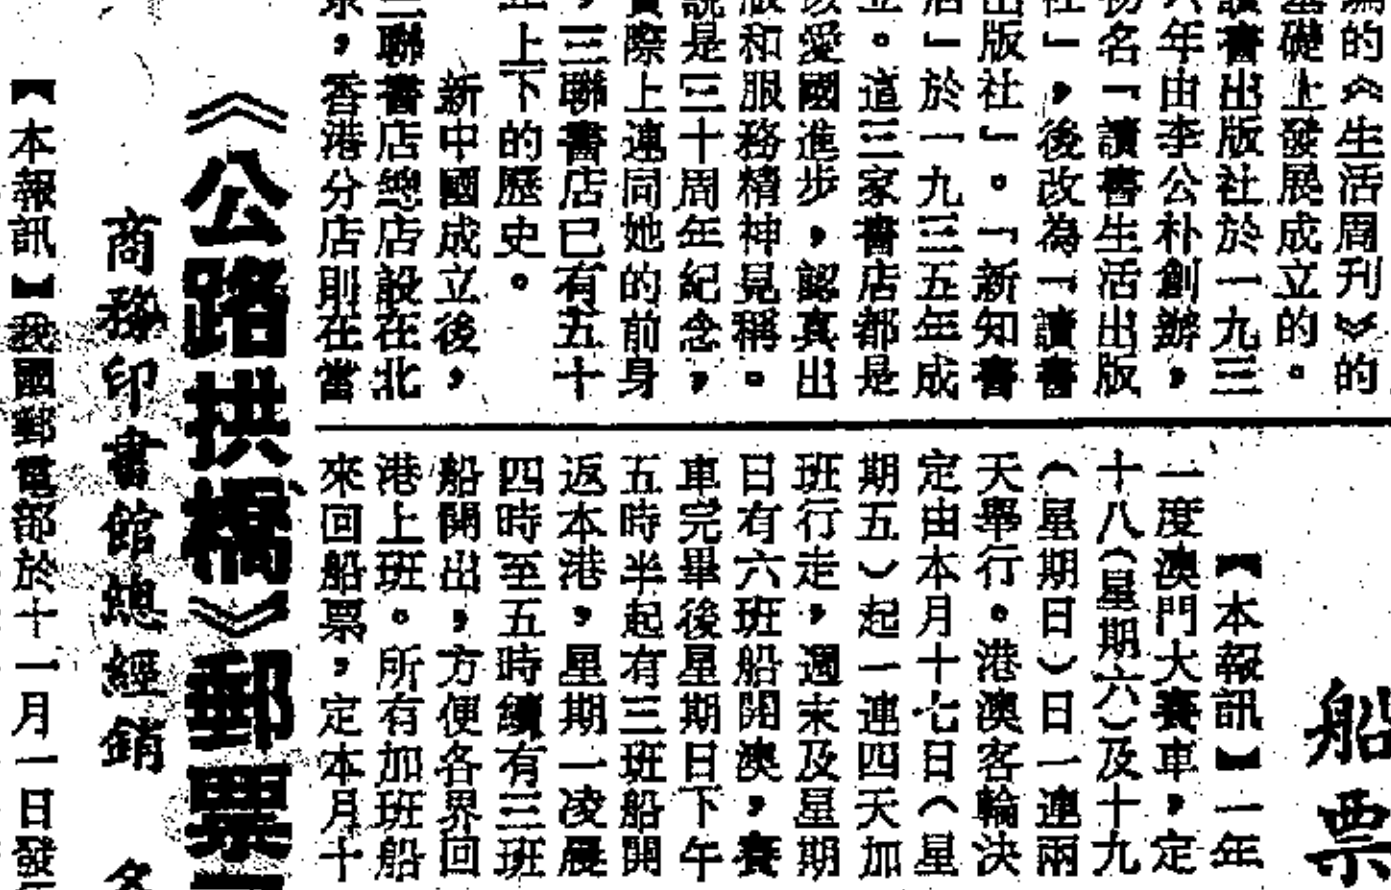 編的《生活周刊》的
基礎上發展成立的。
讀書出版社於一九三
六年由李公朴創辦,
初名「讀書生活出版
社」,後改為「讀書
出版社」。「新知書
活」於一九三五年成
立。這三家書店都是
以愛國進步,認真出
版和服務精神見稱。
說是三十周年紀念,
實際上連同她的前身
,三聯書店已有五十
年上下的歷史。
新中國成立後,
三聯書店總店設在北
京,香港分店則在當
船票
【本報訊】一年
一度澳門大賽車,定
十八(星期六)及十九
(星期日)日一連兩
天舉行。港澳客輪決
定由本月十七日(星
期五)起一連四天加
班行走,週末及星期
日有六班船開澳,賽
車完畢後星期日下午
五時半起有三班船開
返本港,星期一凌晨
四時至五時續有三班
船開出,方便各界回
港上班。所有加班船
來回船票,定本月十
《公路拱橋》郵票
商務印書館總經銷
【本報訊】我國郵電部於十一月一日發